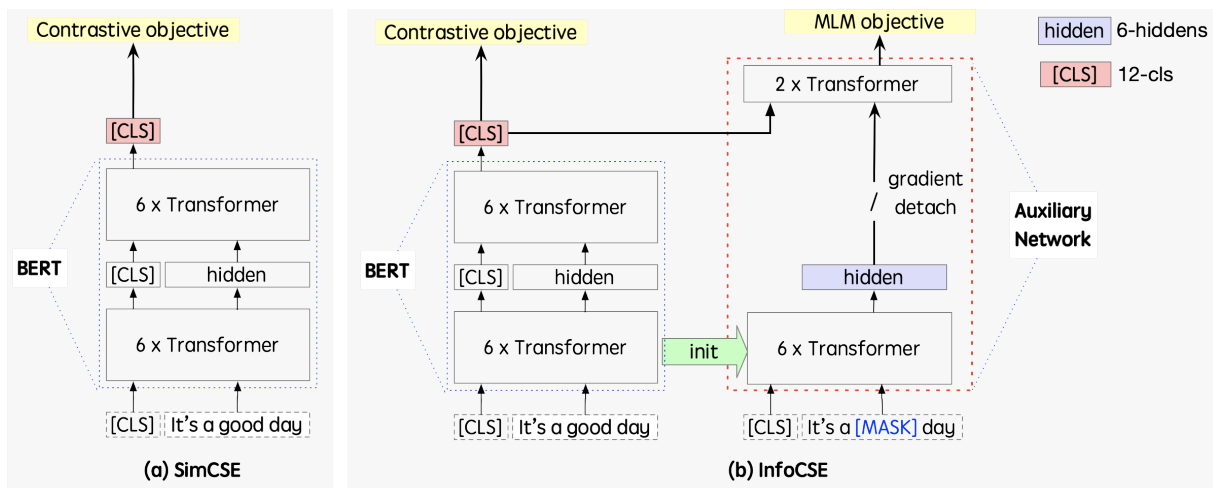 Contrastive objective
[CLS]
6 x Transformer
BERT
[CLS] hidden
6 x Transformer
[CLS] It's a good day
(a) SimCSE
Contrastive objective
[CLS]
6 x Transformer
BERT
[CLS] hidden
6 x Transformer
[CLS] It's a good day
init
MLM objective
2 x Transformer
gradient
/ detach
hidden
6 x Transformer
[CLS] It's a [MASK] day
Auxiliary
Network
(b) InfoCSE
hidden 6-hiddens
[CLS] 12-cls